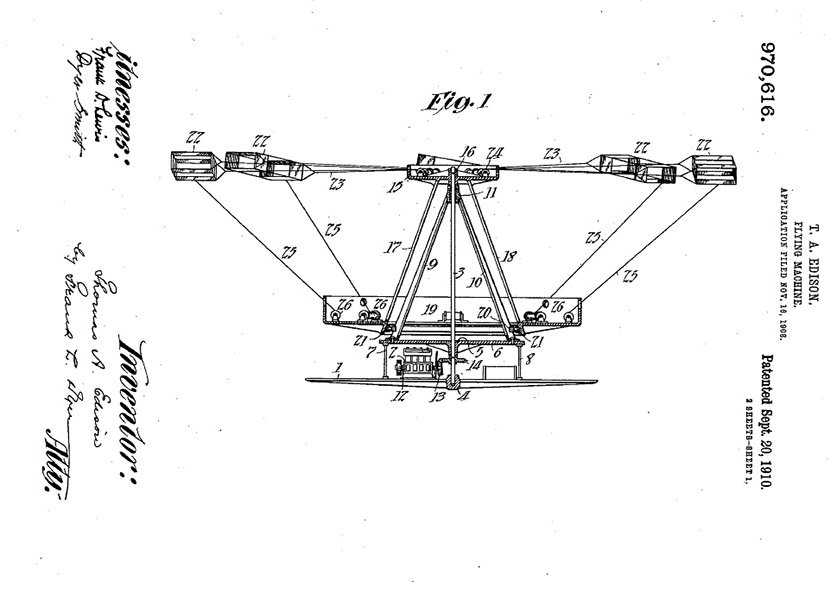 T. A. EDISON.
FLYING MACHINE.
APPLICATION FILED NOV. 18, 1908.
970,616.
Patented Sept. 20, 1910.
2 SHEETS—SHEET 1.
Fig. 1
22 22 16 24 23 22 22
23 15 11
25 17 18 25
25 9 3 10 25
26 26 19 20 26
21 21
7 2 5 6 8
14
1 12 13 4
itnesses:
Frank D. Lewis
Dyer Smith
Inventor:
Thomas A. Edison
by Frank L. Dyer
Atty.